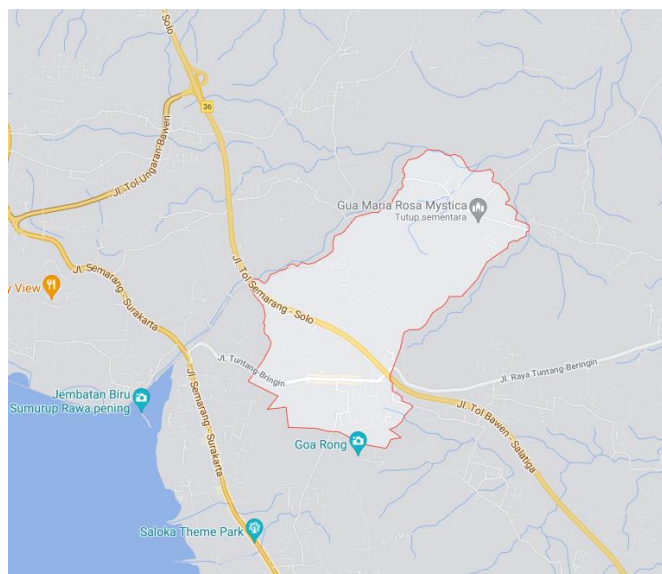 - Solo
36
Jl. Tol Ungaran-Bawen
Gua Maria Rosa Mystica
Tutup sementara
Jl. Semarang - Surakarta
y View
Jl. Tol Semarang - Solo
Jl. Tuntang-Bringin
Jl. Raya Tuntang-Beringin
Jembatan Biru
Sumurup Rawa pening
Jl. Semarang - Surakarta
Jl. Tol Bawen - Salatiga
Goa Rong
Saloka Theme Park